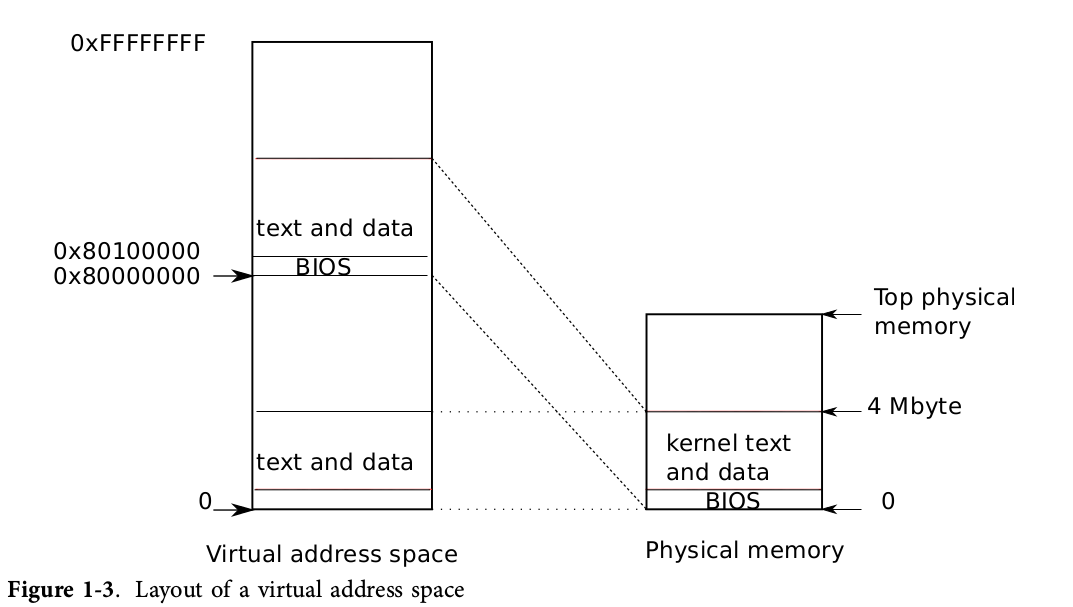 0xFFFFFFFF
text and data
0x80100000
BIOS
0x80000000
Top physical
memory
4 Mbyte
kernel text
and data
text and data
0
BIOS
0
Virtual address space
Physical memory
Figure 1-3. Layout of a virtual address space